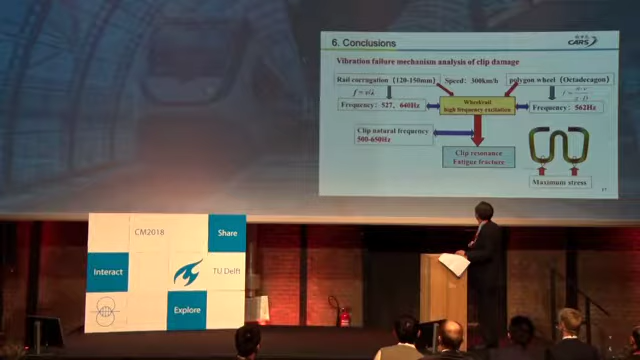 6. Conclusions
CARS
Vibration failure mechanism analysis of clip damage
Rail corrugation (120-150mm)
Speed: 300km/h
polygon wheel (Octadecagon)
Wheel/rail
high frequency excitation
Frequency: 527, 640Hz
Frequency: 562Hz
Clip natural frequency
500-650Hz
Clip resonance
Fatigue fracture
Maximum stress
CM2018
Share
Interact
TU Delft
Explore